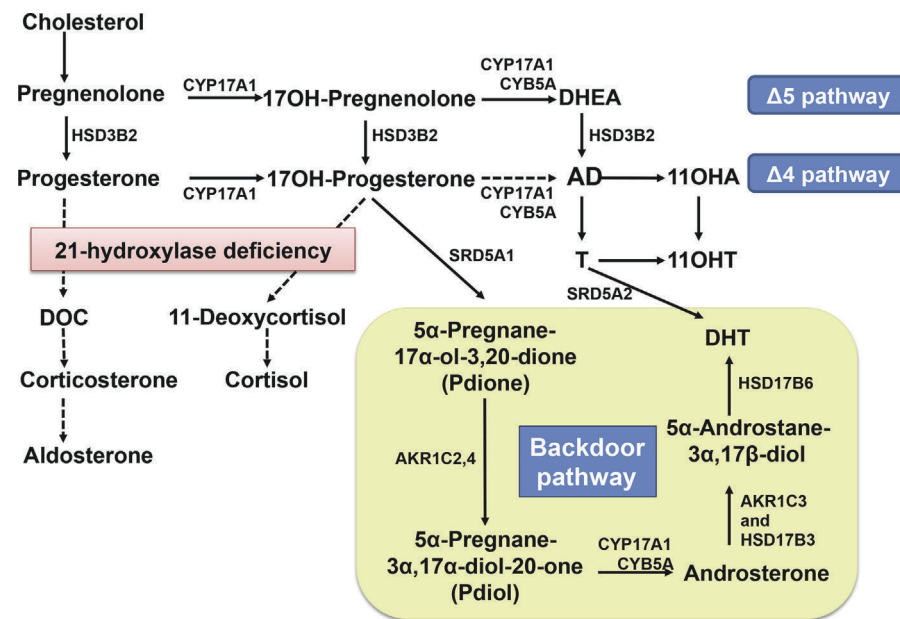 Cholesterol
Pregnenolone
CYP17A1
17OH-Pregnenolone
CYP17A1
CYB5A
DHEA
Δ5 pathway
HSD3B2
HSD3B2
HSD3B2
Progesterone
CYP17A1
17OH-Progesterone
CYP17A1
CYB5A
AD
11OHA
Δ4 pathway
21-hydroxylase deficiency
SRD5A1
T
11OHT
SRD5A2
DOC
11-Deoxycortisol
Corticosterone
Cortisol
Aldosterone
5α-Pregnane-
17α-ol-3,20-dione
(Pdione)
DHT
HSD17B6
5α-Androstane-
3α,17β-diol
AKR1C2,4
Backdoor
pathway
AKR1C3
and
HSD17B3
5α-Pregnane-
3α,17α-diol-20-one
(Pdiol)
CYP17A1
CYB5A
Androsterone